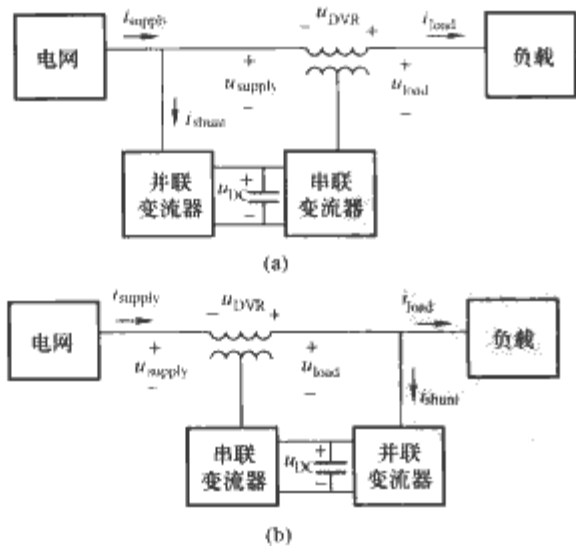 i_supply
− u_DVR +
i_load
电网
负载
+
u_supply
−
+
u_load
−
i_shunt
并联
变流器
+
u_DC
−
串联
变流器
(a)
i_supply
− u_DVR +
i_load
电网
负载
+
u_supply
−
+
u_load
−
i_shunt
串联
变流器
+
u_DC
−
并联
变流器
(b)